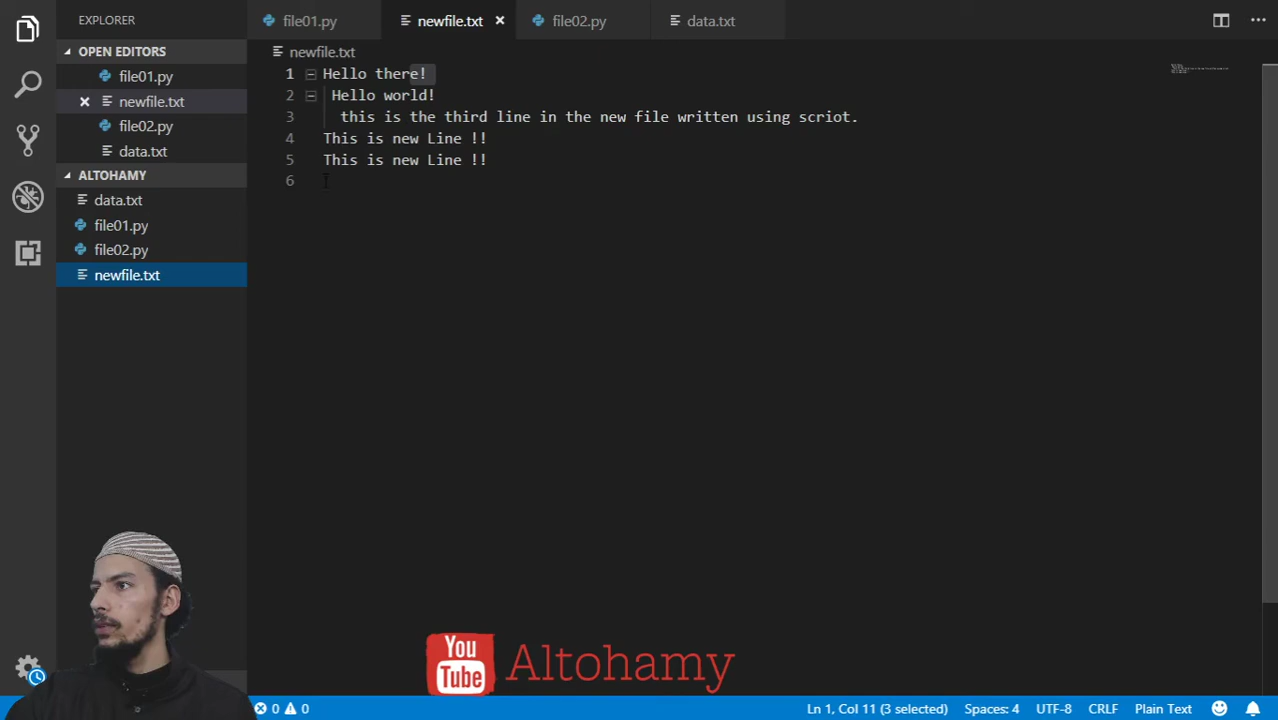 EXPLORER
OPEN EDITORS
file01.py
newfile.txt
file02.py
data.txt
ALTOHAMY
data.txt
file01.py
file02.py
newfile.txt
file01.py newfile.txt file02.py data.txt
newfile.txt
1 Hello there!
2 Hello world!
3 this is the third line in the new file written using scriot.
4 This is new Line !!
5 This is new Line !!
6
You Tube Altohamy
0 0 Ln 1, Col 11 (3 selected) Spaces: 4 UTF-8 CRLF Plain Text